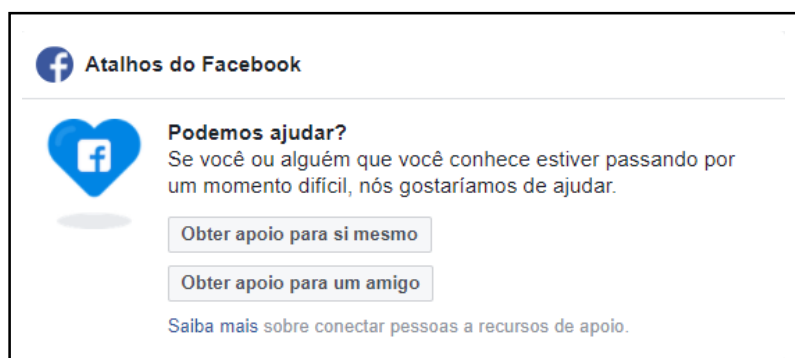 Atalhos do Facebook
Podemos ajudar?
Se você ou alguém que você conhece estiver passando por
um momento difícil, nós gostaríamos de ajudar.
Obter apoio para si mesmo
Obter apoio para um amigo
Saiba mais sobre conectar pessoas a recursos de apoio.